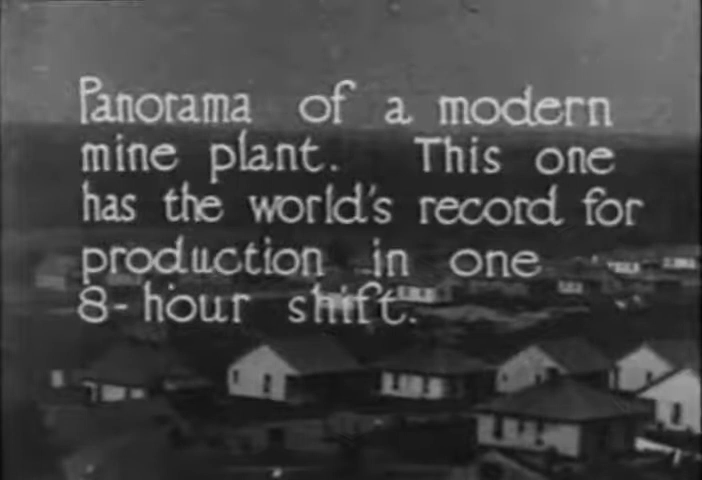 Panorama of a modern
mine plant. This one
has the world's record for
production in one
8-hour shift.